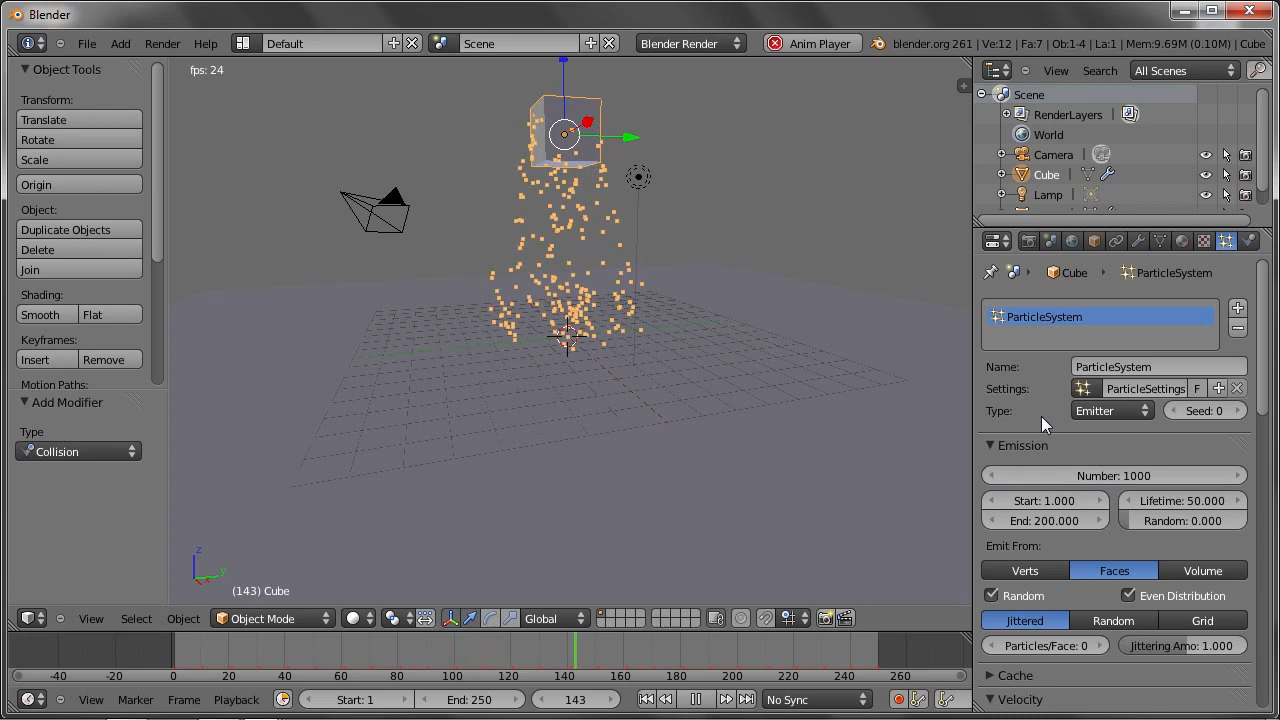 Blender
File Add Render Help Default Scene Blender Render Anim Player blender.org 261 | Ve:12 | Fa:7 | Ob:1-4 | La:1 | Mem:9.69M (0.10M) | Cube
Object Tools
Transform:
Translate
Rotate
Scale
Origin
Object:
Duplicate Objects
Delete
Join
Shading:
Smooth Flat
Keyframes:
Insert Remove
Motion Paths:
Add Modifier
Type
Collision
fps: 24
z
y
(143) Cube
View Select Object Object Mode Global
-40 -20 0 20 40 60 80 100 120 140 160 180 200 220 240 260
View Marker Frame Playback Start: 1 End: 250 143 No Sync
View Search All Scenes
Scene
RenderLayers
World
Camera
Cube
Lamp
Cube ParticleSystem
ParticleSystem
Name: ParticleSystem
Settings: ParticleSettings F
Type: Emitter Seed: 0
Emission
Number: 1000
Start: 1.000 Lifetime: 50.000
End: 200.000 Random: 0.000
Emit From:
Verts Faces Volume
Random Even Distribution
Jittered Random Grid
Particles/Face: 0 Jittering Amo: 1.000
Cache
Velocity